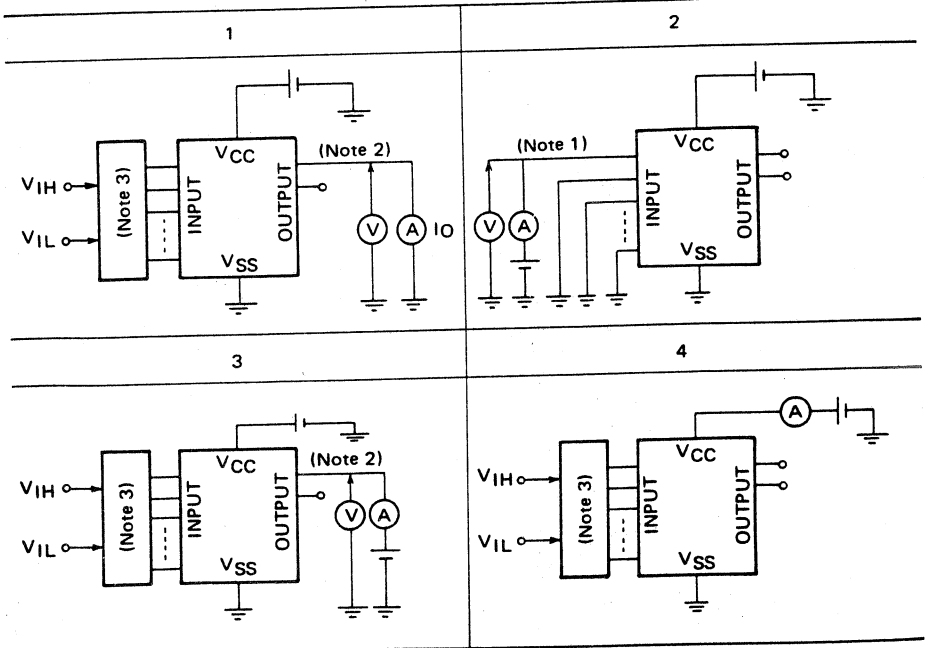 1
VCC
(Note 2)
VIH
VIL
(Note 3)
INPUT
OUTPUT
V
A
IO
VSS
2
VCC
(Note 1)
V
A
INPUT
OUTPUT
VSS
3
VCC
(Note 2)
VIH
VIL
(Note 3)
INPUT
OUTPUT
V
A
VSS
4
A
VCC
VIH
VIL
(Note 3)
INPUT
OUTPUT
VSS